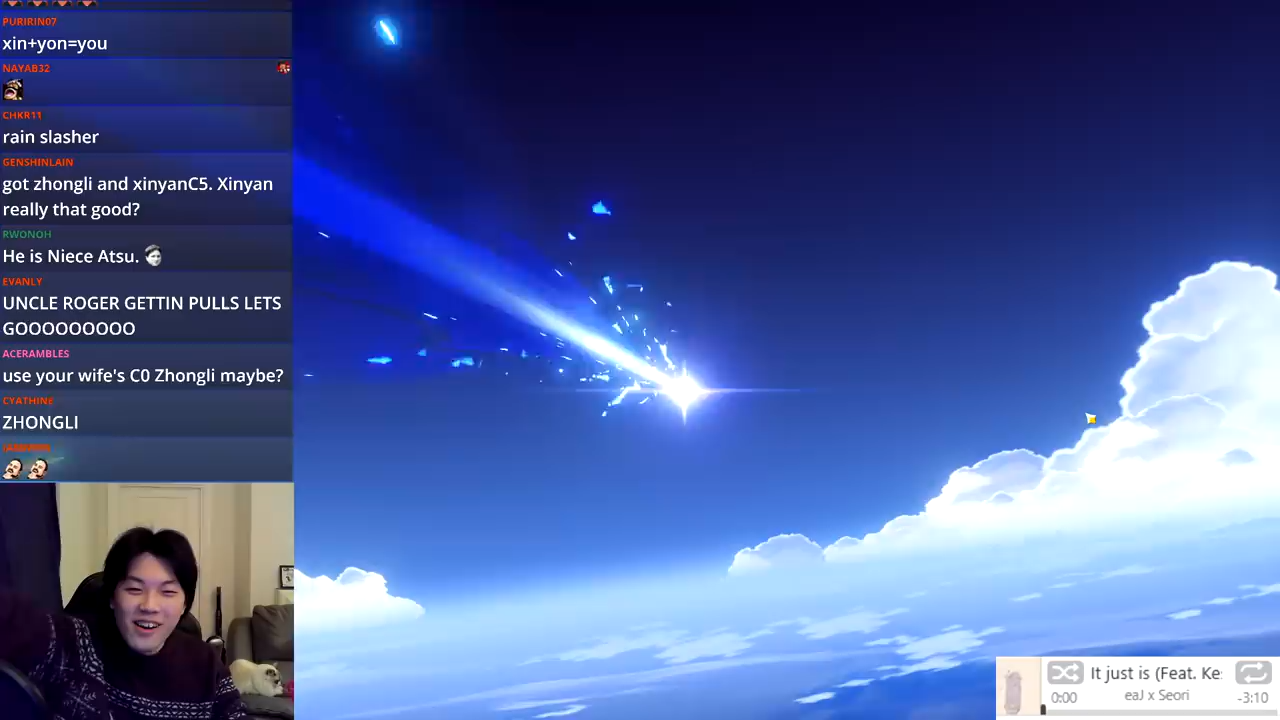 PURIRIN07
xin+yon=you
NAYAB32
CHKR11
rain slasher
GENSHINLAIN
got zhongli and xinyanC5. Xinyan
really that good?
RWONOH
He is Niece Atsu.
EVANLY
UNCLE ROGER GETTIN PULLS LETS
GOOOOOOOOO
ACERAMBLES
use your wife's C0 Zhongli maybe?
CYATHINE
ZHONGLI
It just is (Feat. Ke
eaJ x Seori
0:00
-3:10